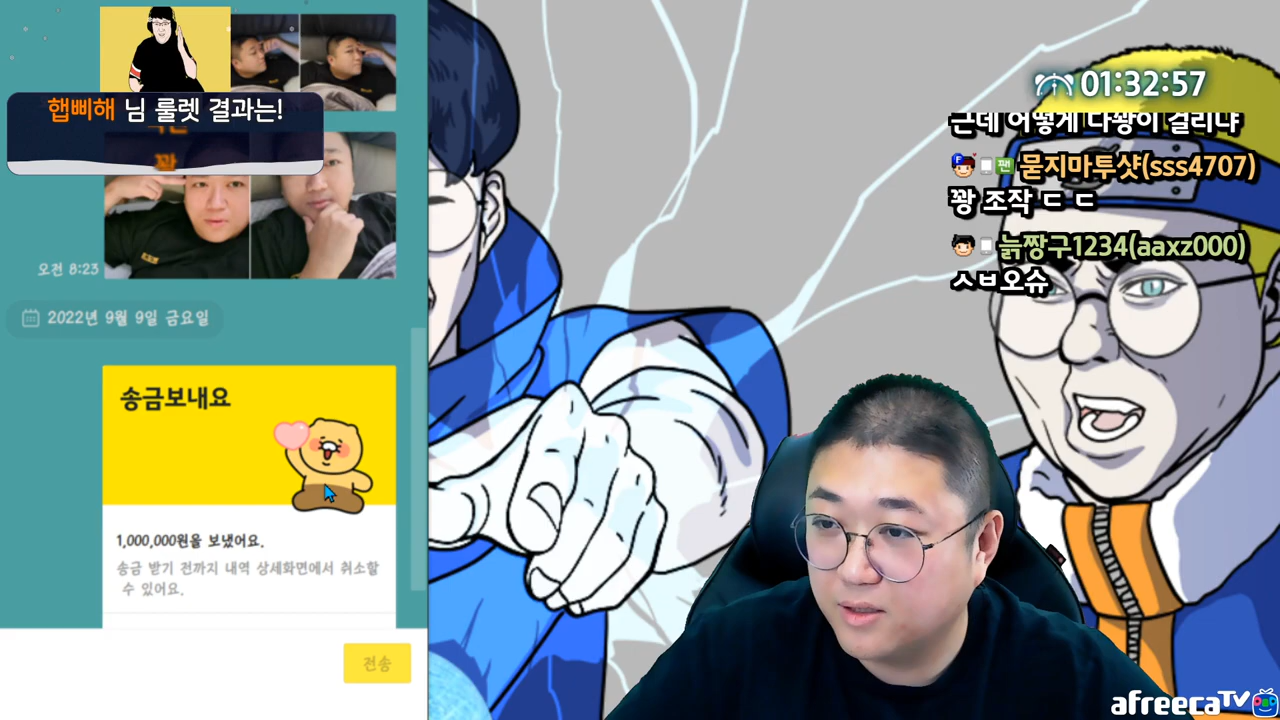 햅삐해 님 룰렛 결과는!
꽝
오전 8:23
2022년 9월 9일 금요일
송금보내요
1,000,000원을 보냈어요.
송금 받기 전까지 내역 상세화면에서 취소할
수 있어요.
전송
01:32:57
근데 어떻게 다꽝이 걸리냐
F 팬 묻지마투샷(sss4707)
꽝 조작 ㄷ ㄷ
늙짱구1234(aaxz000)
ㅅㅂ오슈
afreecaTV